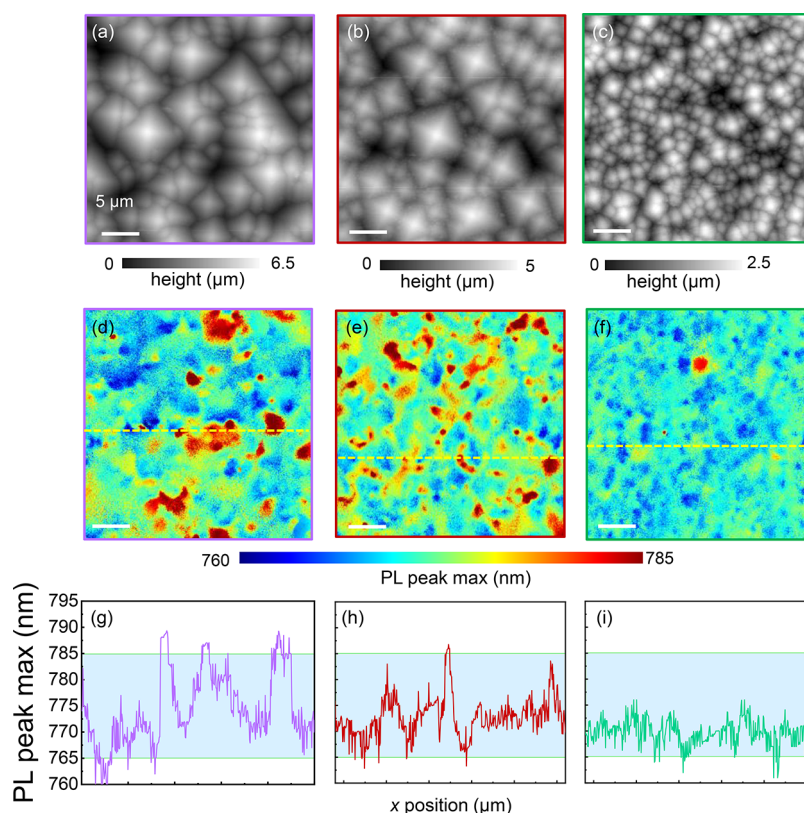 (a) (b) (c)
5 μm
0 6.5 0 5 0 2.5
height (μm) height (μm) height (μm)
(d) (e) (f)
760 785
PL peak max (nm)
PL peak max (nm)
795 (g) (h) (i)
790
785
780
775
770
765
760
x position (μm)